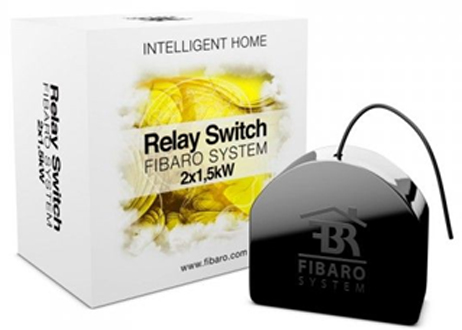 INTELLIGENT HOME
Relay Switch
FIBARO SYSTEM
2x1,5kW
www.fibaro.com
Relay Switch
FIBARO SYSTEM
2x1,5kW
FIBARO
SYSTEM